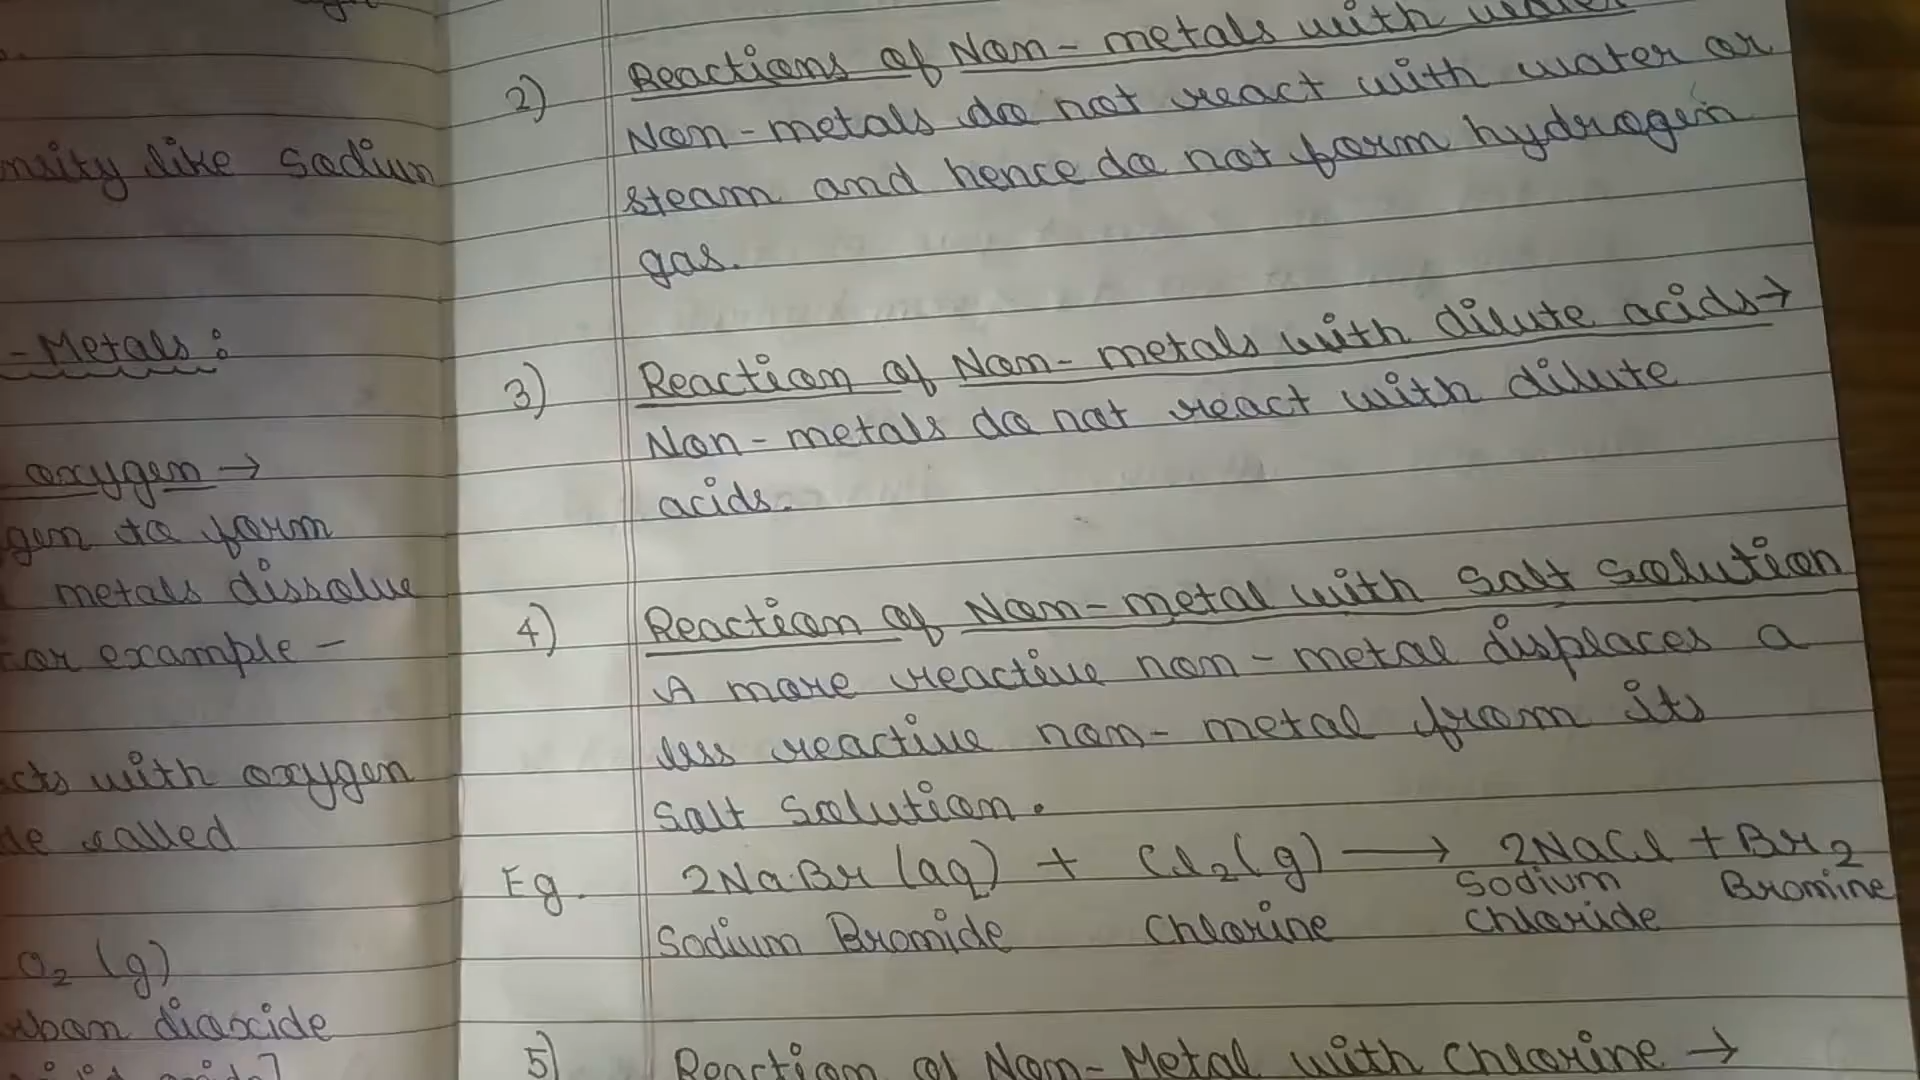 nsity like Sodium
-Metals:
oxygen →
gen to form
metals dissolve
For example -
cts with oxygen
de called
O2 (g)
rbon dioxide
2) Reactions of Non-metals with water
Non-metals do not react with water or
steam and hence do not form hydrogen
gas.
3) Reaction of Non-metals with dilute acids→
Non-metals do not react with dilute
acids.
4) Reaction of Non-metal with Salt Solution
A more reactive non-metal displaces a
less reactive non-metal from its
Salt Solution.
Eg. 2NaBr (aq) + Cl2(g) ⟶ 2NaCl + Br2
Sodium Bromide Chlorine Sodium Chloride Bromine
5) Reaction of Non-Metal with Chlorine →